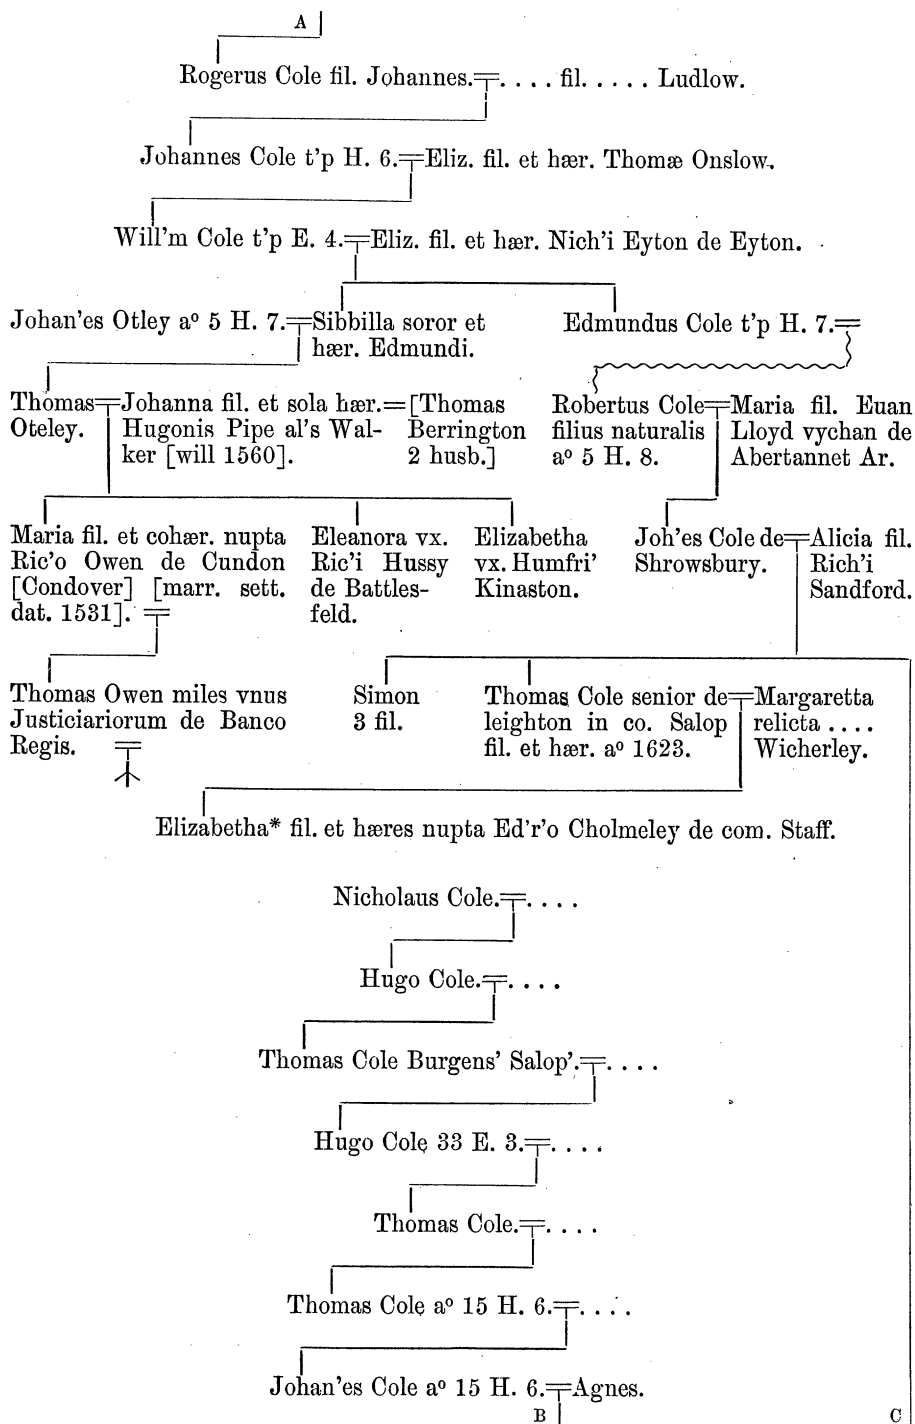 A
Rogerus Cole fil. Johannes.=. . . . fil. . . . . . Ludlow.
Johannes Cole t'p H. 6.=Eliz. fil. et hær. Thomæ Onslow.
Will'm Cole t'p E. 4.=Eliz. fil. et hær. Nich'i Eyton de Eyton.
Johan'es Otley aº 5 H. 7.=Sibbilla soror et
hær. Edmundi.
Edmundus Cole t'p H. 7.=
Thomas=Johanna fil. et sola hær.=[Thomas
Oteley. Hugonis Pipe al's Wal- Berrington
ker [will 1560]. 2 husb.]
Robertus Cole=Maria fil. Euan
filius naturalis Lloyd vychan de
aº 5 H. 8. Abertannet Ar.
Maria fil. et cohær. nupta
Ric'o Owen de Cundon
[Condover] [marr. sett.
dat. 1531]. =
Eleanora vx.
Ric'i Hussy
de Battles-
feld.
Elizabetha
vx. Humfri'
Kinaston.
Joh'es Cole de=Alicia fil.
Shrowsbury. Rich'i
Sandford.
Thomas Owen miles vnus
Justiciariorum de Banco
Regis. =
Simon
3 fil.
Thomas Cole senior de=Margaretta
leighton in co. Salop relicta . . . .
fil. et hær. aº 1623. Wicherley.
Elizabetha* fil. et hæres nupta Ed'r'o Cholmeley de com. Staff.
Nicholaus Cole.=. . . .
Hugo Cole.=. . . .
Thomas Cole Burgens' Salop'.=. . . .
Hugo Cole 33 E. 3.=. . . .
Thomas Cole.=. . . .
Thomas Cole aº 15 H. 6.=. . . .
Johan'es Cole aº 15 H. 6.=Agnes.
B C